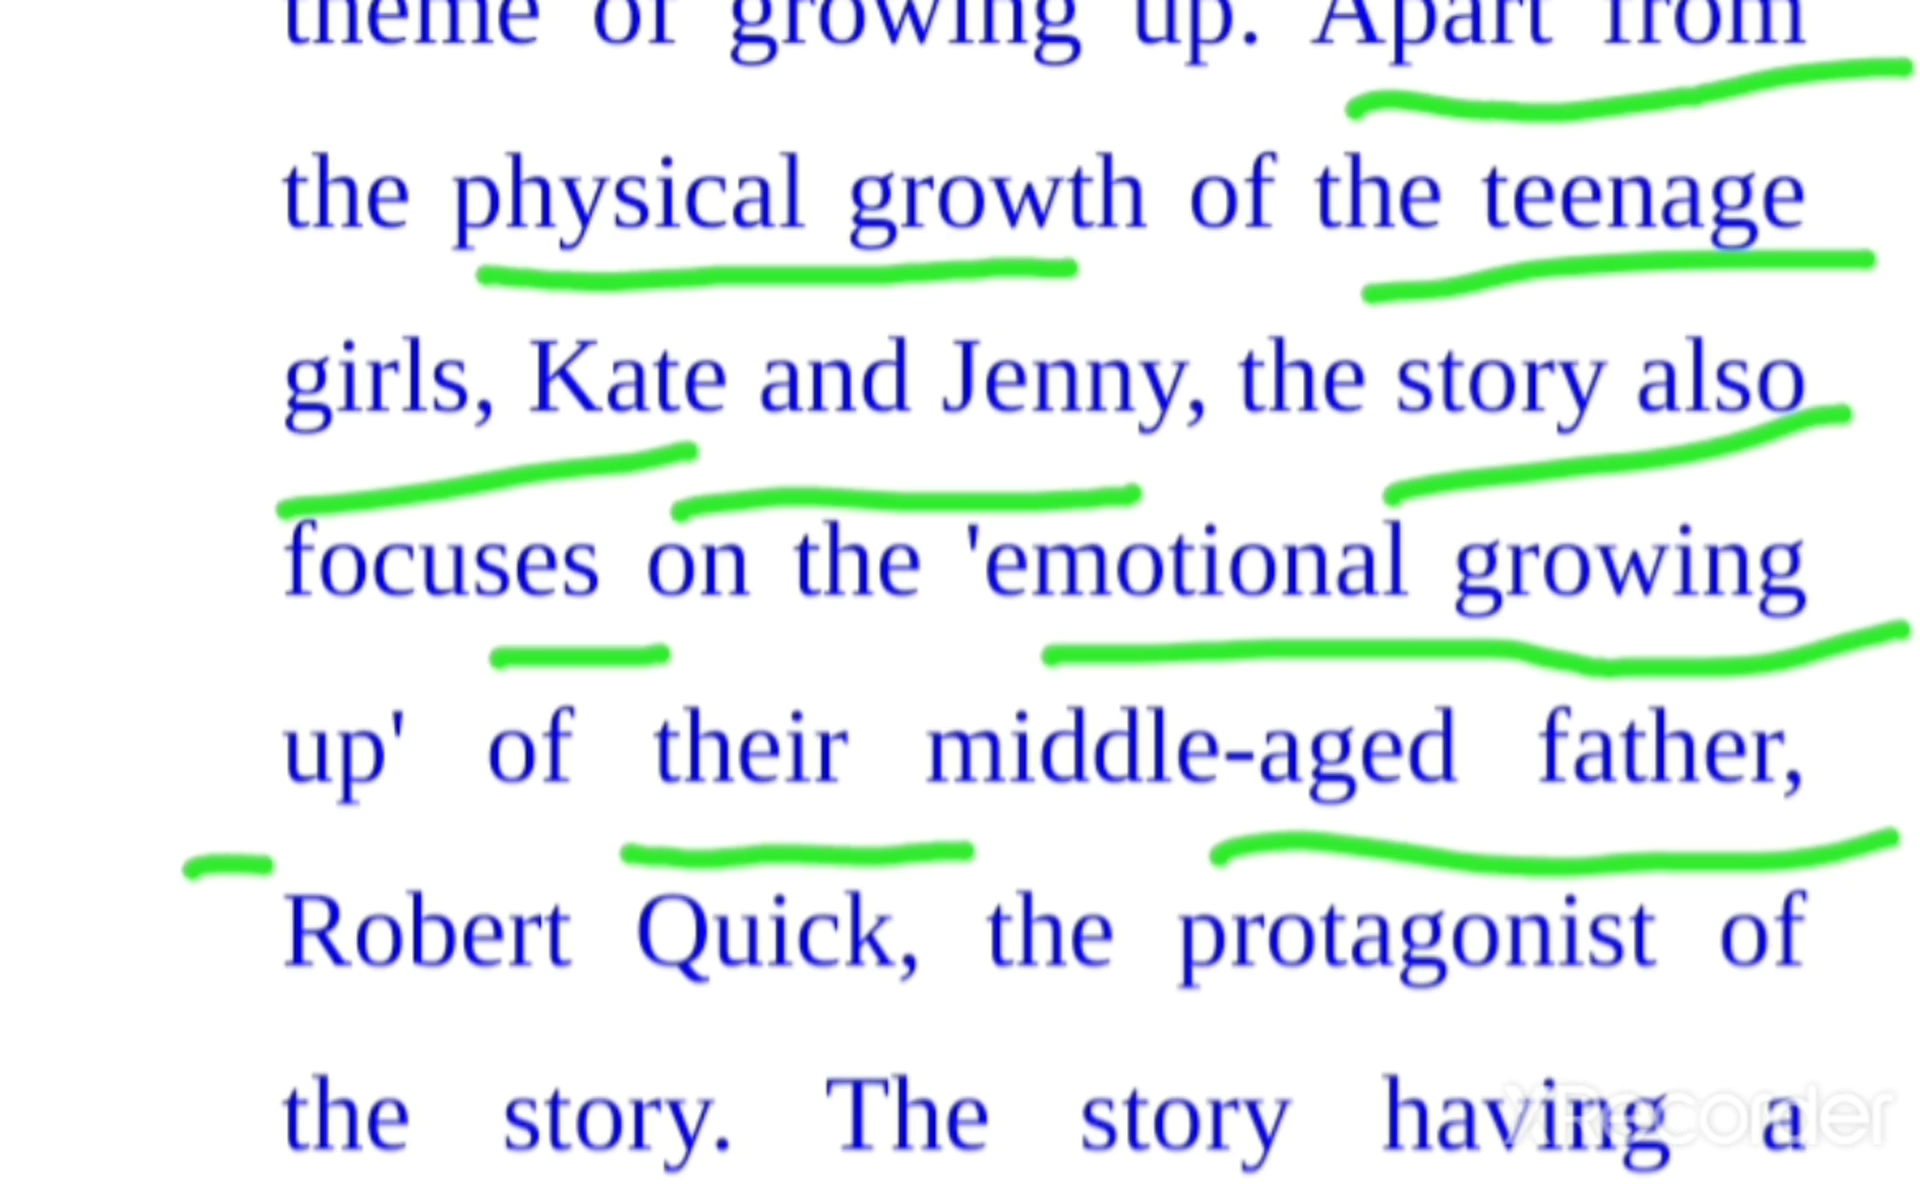 theme of growing up. Apart from
the physical growth of the teenage
girls, Kate and Jenny, the story also
focuses on the 'emotional growing
up' of their middle-aged father,
Robert Quick, the protagonist of
the story. The story having a
XRecorder